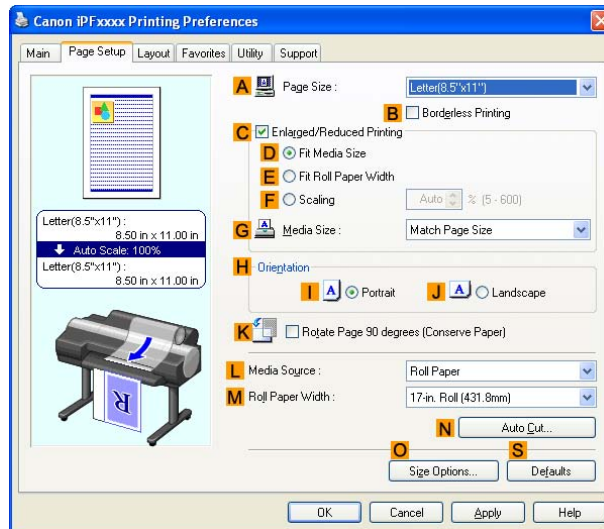 Canon iPFxxxx Printing Preferences
Main Page Setup Layout Favorites Utility Support
A Page Size : Letter(8.5"x11")
B Borderless Printing
C Enlarged/Reduced Printing
D Fit Media Size
E Fit Roll Paper Width
F Scaling Auto % (5 - 600)
G A Media Size : Match Page Size
H Orientation
I A Portrait J A Landscape
K Rotate Page 90 degrees (Conserve Paper)
L Media Source : Roll Paper
M Roll Paper Width : 17-in. Roll (431.8mm)
N Auto Cut...
O S
Size Options... Defaults
Letter(8.5"x11") :
8.50 in x 11.00 in
Auto Scale: 100%
Letter(8.5"x11") :
8.50 in x 11.00 in
R
OK Cancel Apply Help